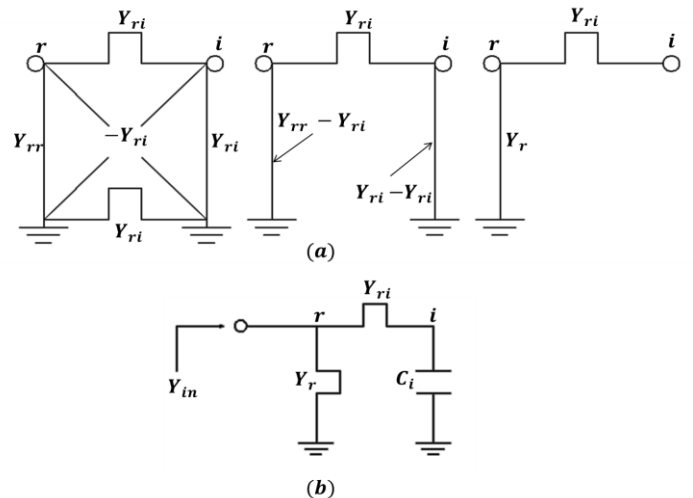 Y_ri Y_ri Y_ri
r i r i r i
Y_rr −Y_ri Y_ri Y_rr − Y_ri Y_r
Y_ri − Y_ri
Y_ri
(a)
Y_ri
r i
Y_in Y_r C_i
(b)